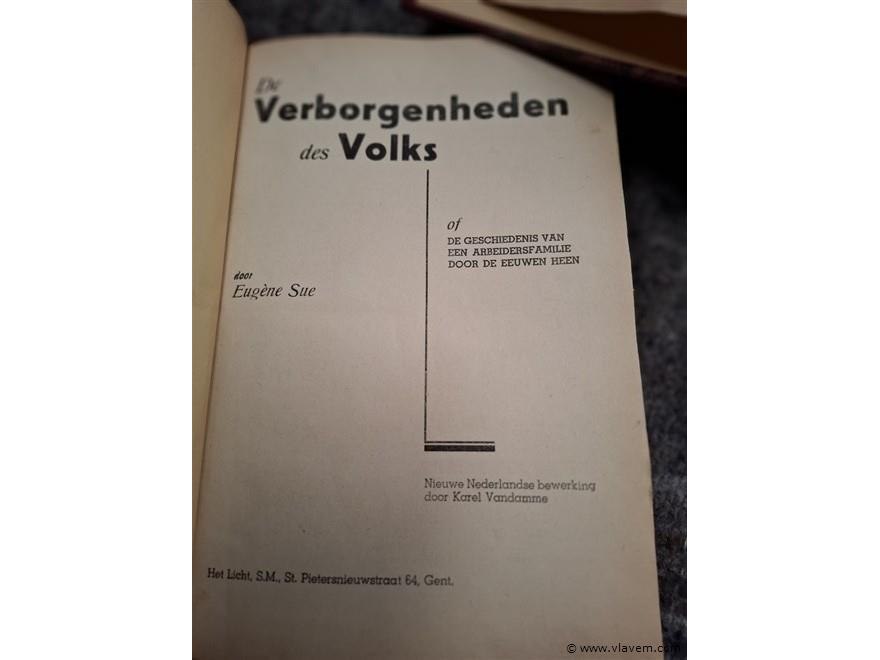 De
Verborgenheden
des Volks
of
DE GESCHIEDENIS VAN
EEN ARBEIDERSFAMILIE
DOOR DE EEUWEN HEEN
door
Eugène Sue
Nieuwe Nederlandse bewerking
door Karel Vandamme
Het Licht, S.M., St. Pietersnieuwstraat 64, Gent.
© www.vlavem.com